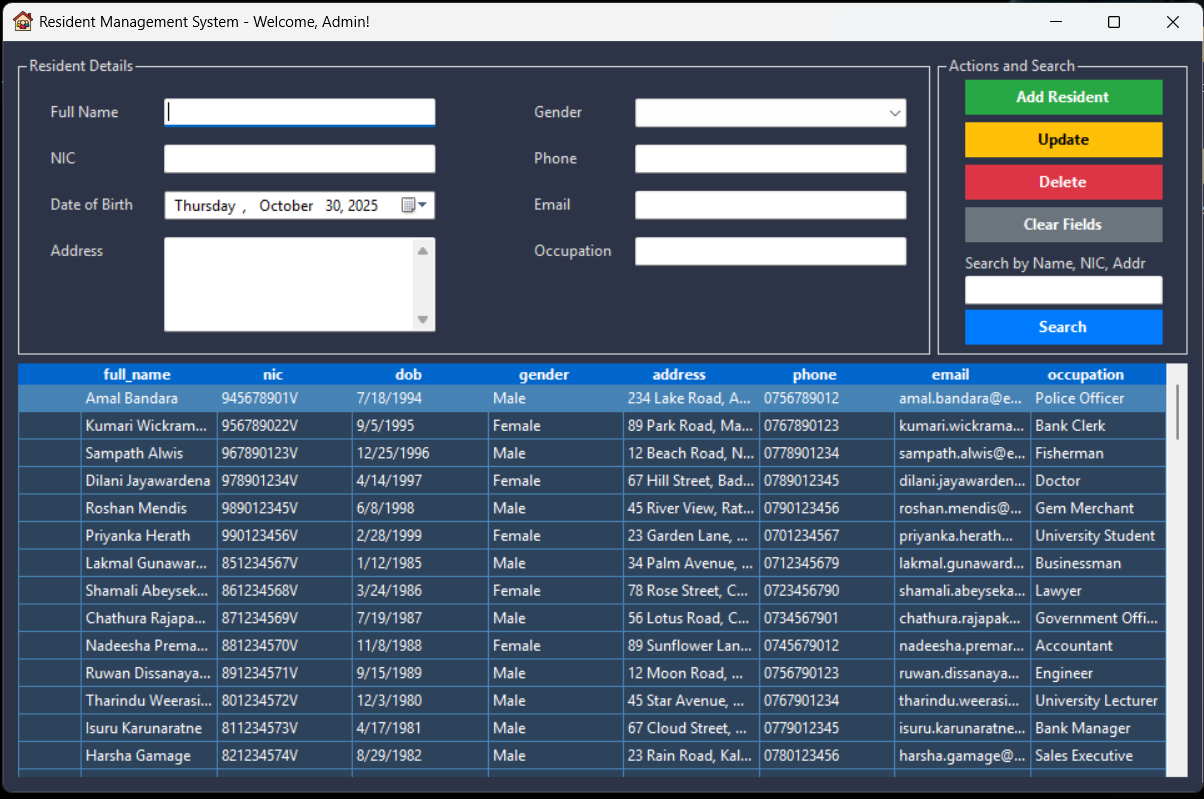 Resident Management System - Welcome, Admin!
Resident Details
Full Name
Gender
NIC
Phone
Date of Birth Thursday , October 30, 2025
Email
Address
Occupation
Actions and Search
Add Resident
Update
Delete
Clear Fields
Search by Name, NIC, Addr
Search
full_name nic dob gender address phone email occupation
Amal Bandara 945678901V 7/18/1994 Male 234 Lake Road, A... 0756789012 amal.bandara@e... Police Officer
Kumari Wickram... 956789022V 9/5/1995 Female 89 Park Road, Ma... 0767890123 kumari.wickrama... Bank Clerk
Sampath Alwis 967890123V 12/25/1996 Male 12 Beach Road, N... 0778901234 sampath.alwis@e... Fisherman
Dilani Jayawardena 978901234V 4/14/1997 Female 67 Hill Street, Bad... 0789012345 dilani.jayawarden... Doctor
Roshan Mendis 989012345V 6/8/1998 Male 45 River View, Rat... 0790123456 roshan.mendis@... Gem Merchant
Priyanka Herath 990123456V 2/28/1999 Female 23 Garden Lane, ... 0701234567 priyanka.herath... University Student
Lakmal Gunawar... 851234567V 1/12/1985 Male 34 Palm Avenue, ... 0712345679 lakmal.gunaward... Businessman
Shamali Abeysek... 861234568V 3/24/1986 Female 78 Rose Street, C... 0723456790 shamali.abeyseka... Lawyer
Chathura Rajapa... 871234569V 7/19/1987 Male 56 Lotus Road, C... 0734567901 chathura.rajapak... Government Offi...
Nadeesha Prema... 881234570V 11/8/1988 Female 89 Sunflower Lan... 0745679012 nadeesha.premar... Accountant
Ruwan Dissanaya... 891234571V 9/15/1989 Male 12 Moon Road, ... 0756790123 ruwan.dissanaya... Engineer
Tharindu Weerasi... 801234572V 12/3/1980 Male 45 Star Avenue, ... 0767901234 tharindu.weerasi... University Lecturer
Isuru Karunaratne 811234573V 4/17/1981 Male 67 Cloud Street, ... 0779012345 isuru.karunaratne... Bank Manager
Harsha Gamage 821234574V 8/29/1982 Male 23 Rain Road, Kal... 0780123456 harsha.gamage@... Sales Executive